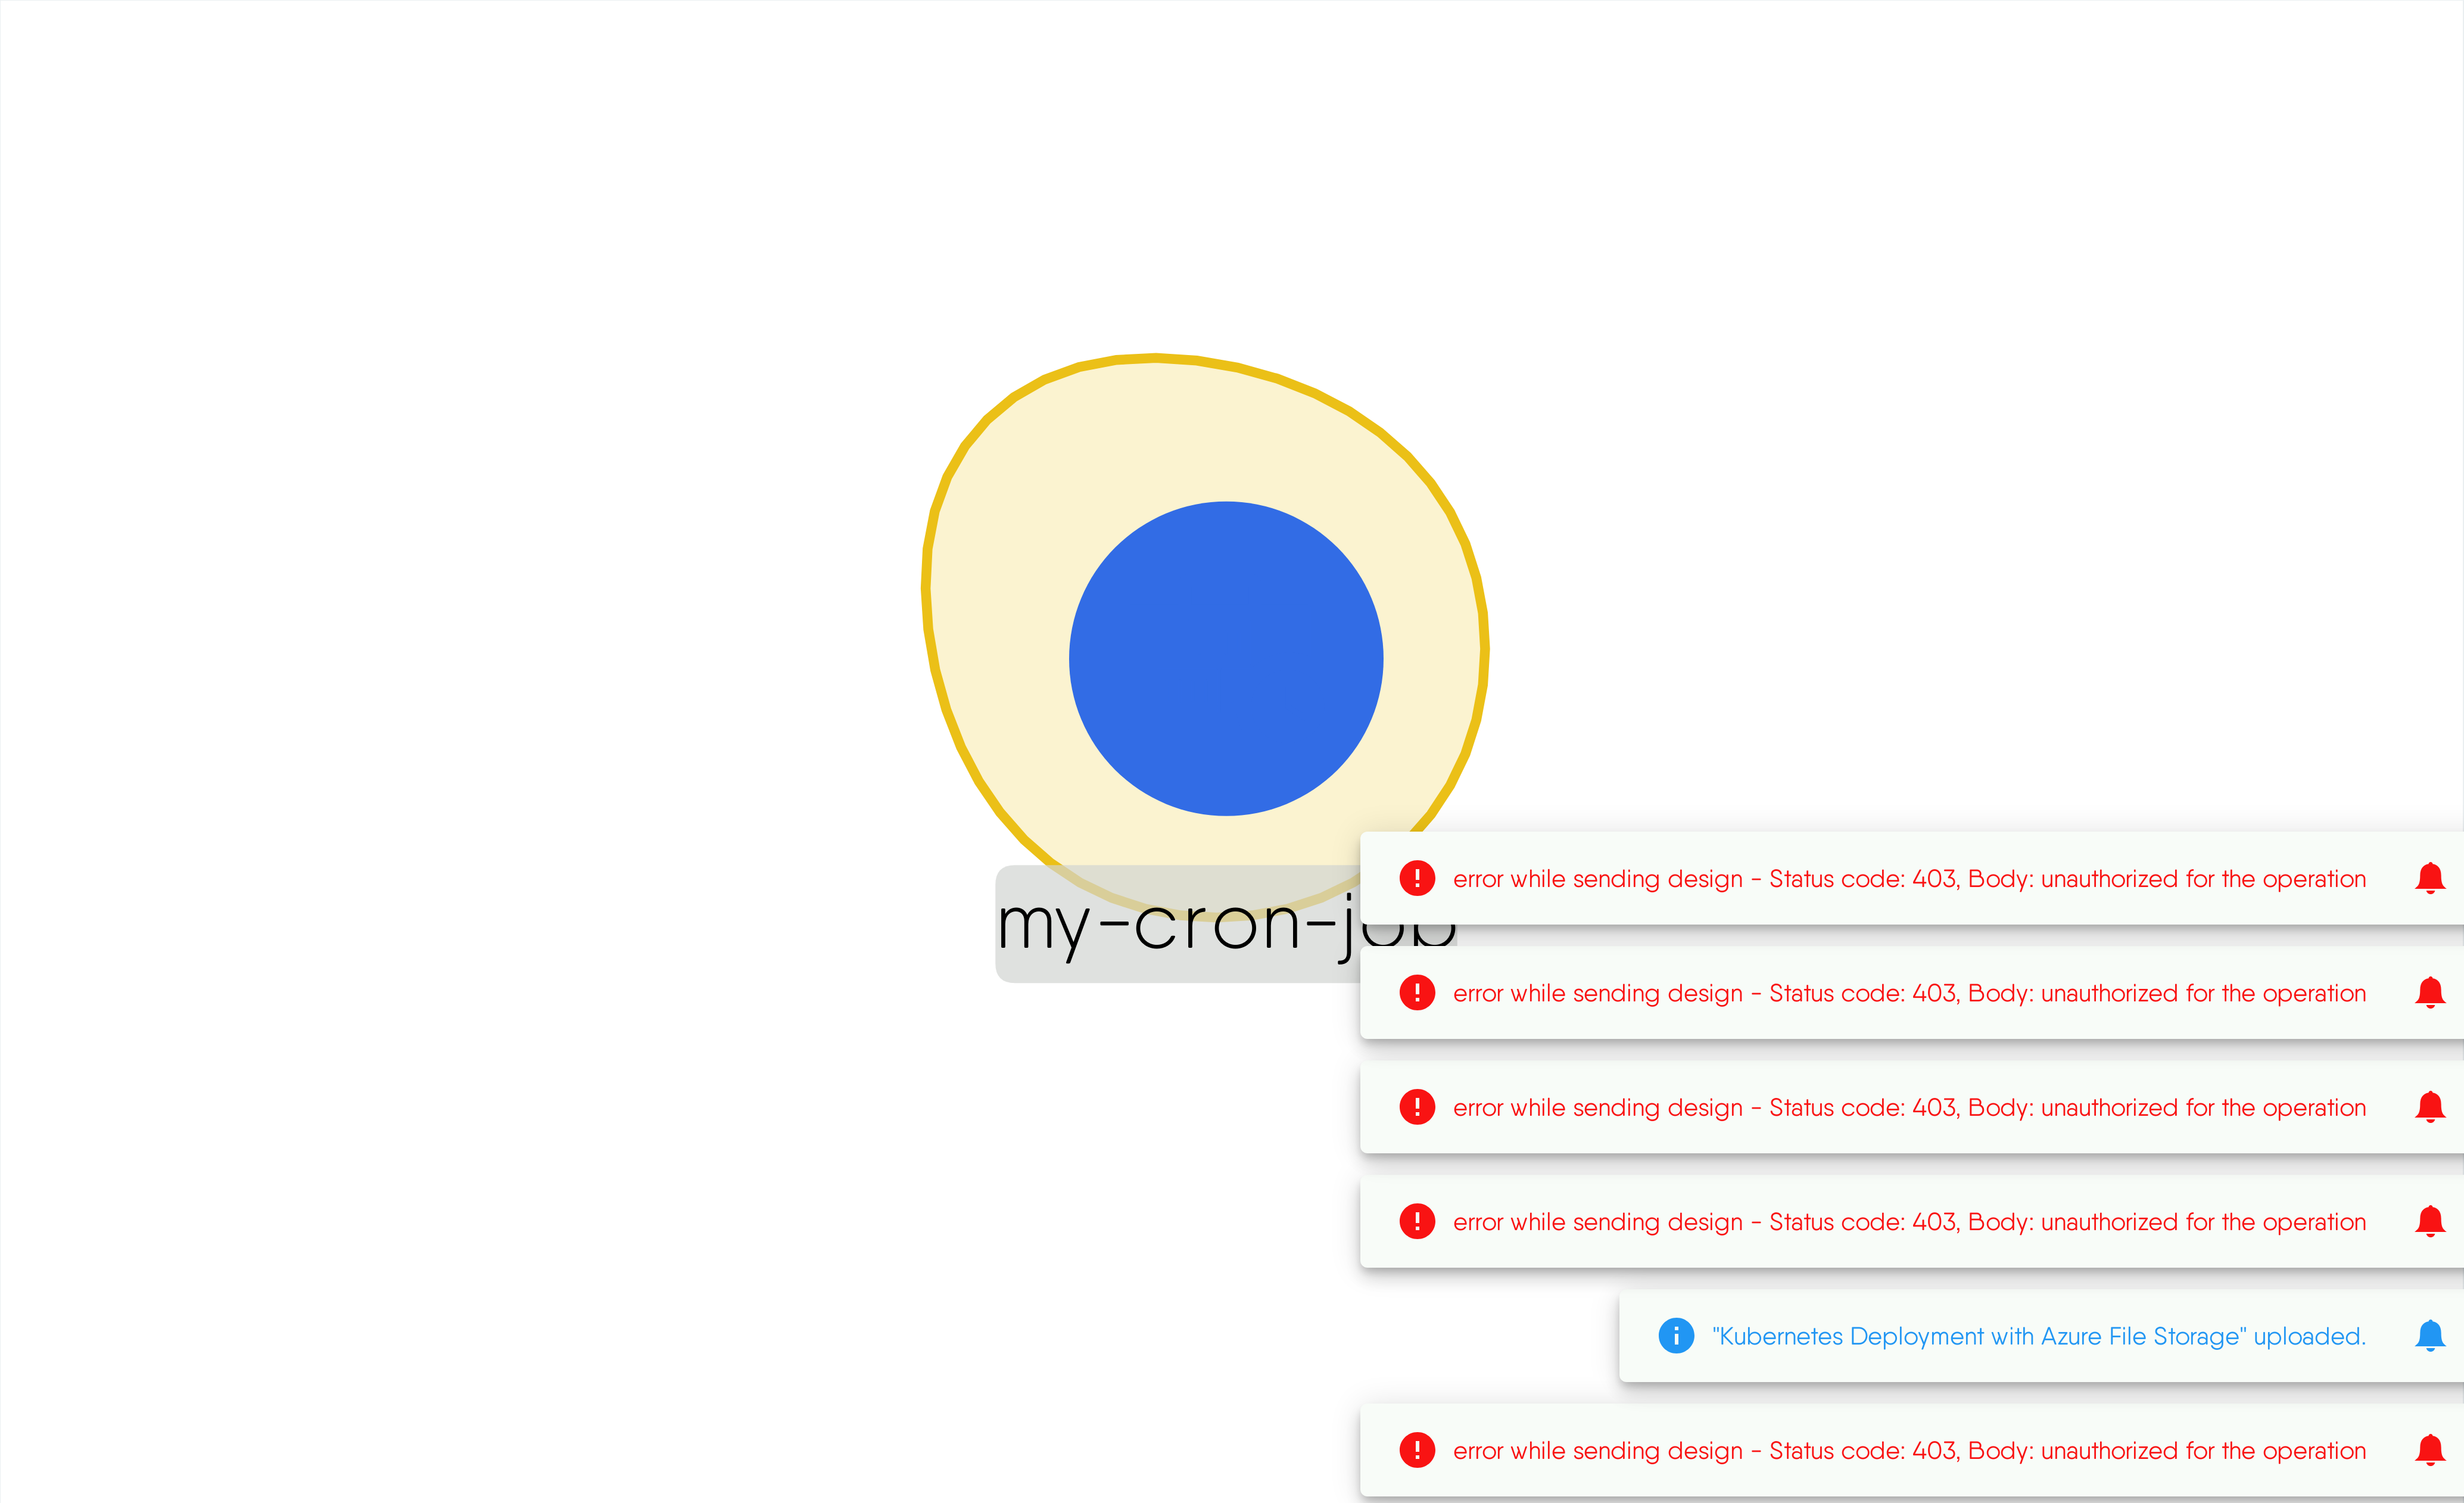 error while sending design - Status code: 403, Body: unauthorized for the operation
my-cron-job
error while sending design - Status code: 403, Body: unauthorized for the operation
error while sending design - Status code: 403, Body: unauthorized for the operation
error while sending design - Status code: 403, Body: unauthorized for the operation
"Kubernetes Deployment with Azure File Storage" uploaded.
error while sending design - Status code: 403, Body: unauthorized for the operation